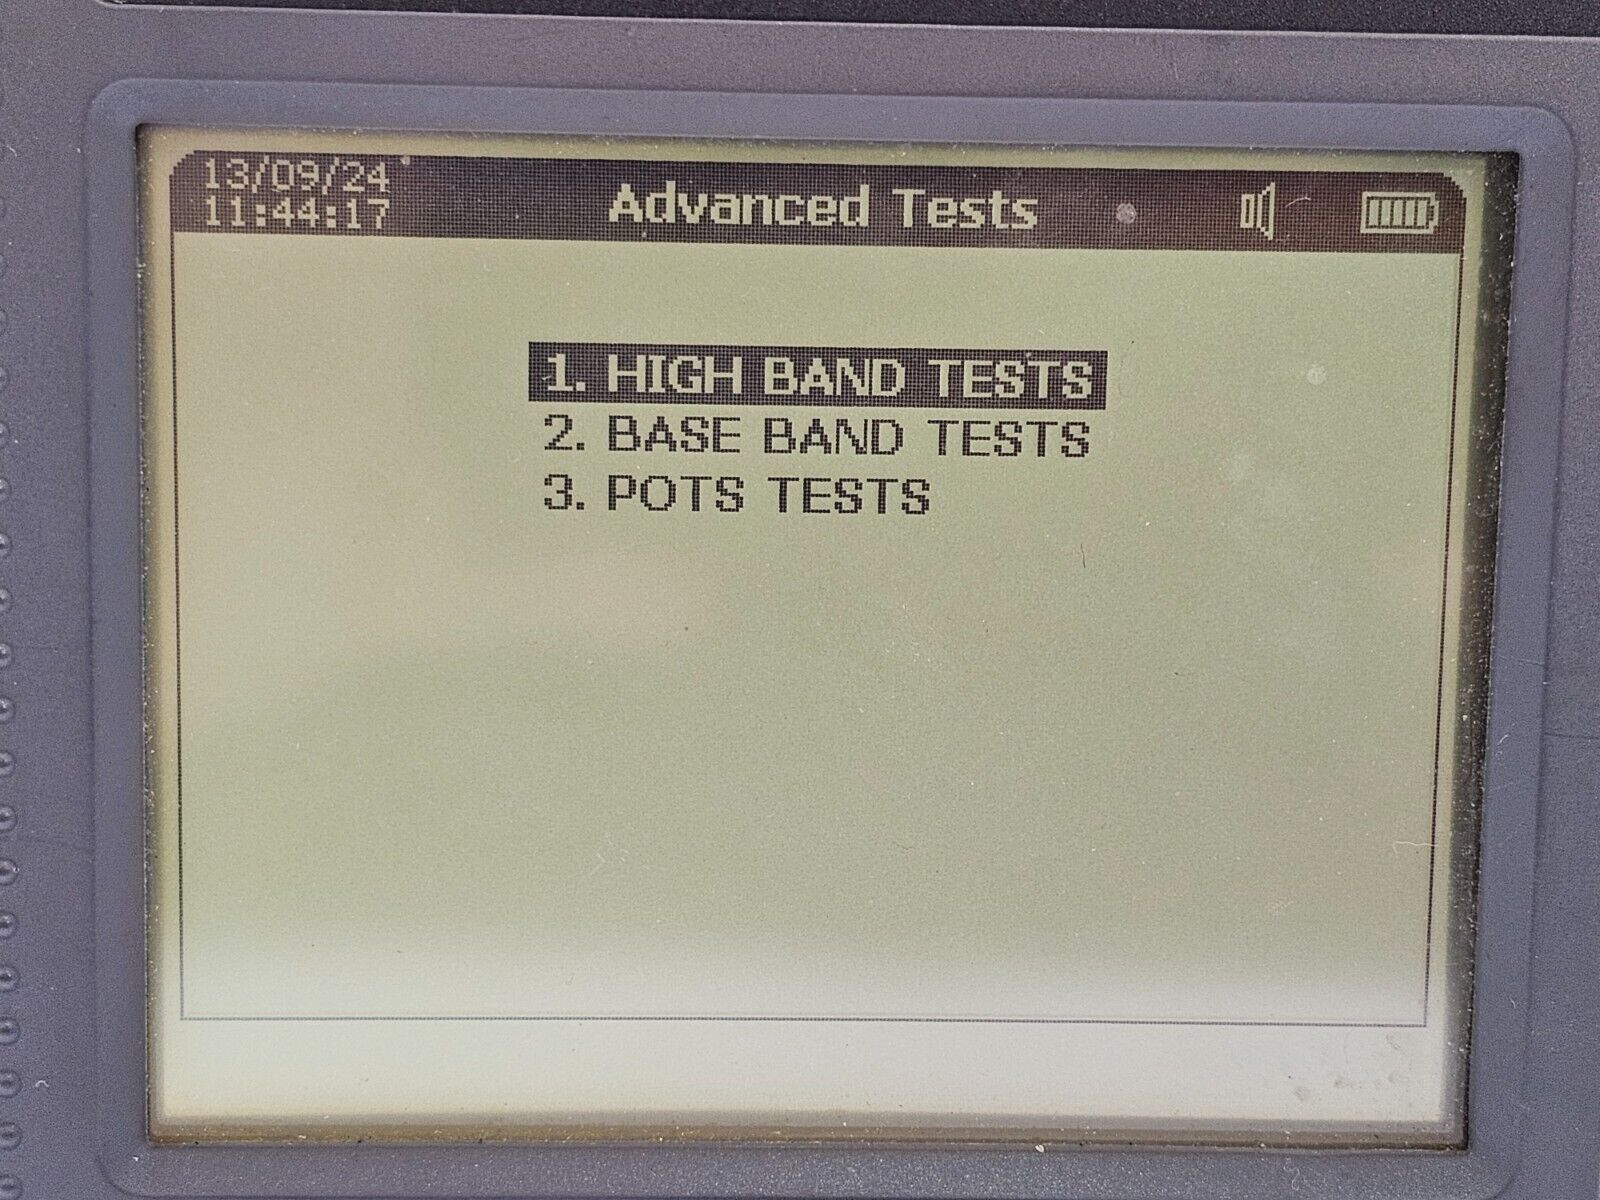 13/09/24
11:44:17
Advanced Tests
1. HIGH BAND TESTS
2. BASE BAND TESTS
3. POTS TESTS